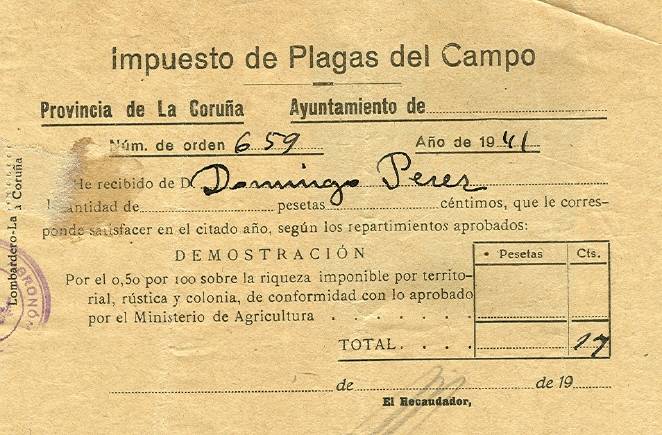 Impuesto de Plagas del Campo
Provincia de La Coruña Ayuntamiento de
Núm. de orden 659 Año de 1941
He recibido de D. Domingo Perez
la cantidad de pesetas céntimos, que le corres-
ponde satisfacer en el citado año, según los repartimientos aprobados:
DEMOSTRACIÓN
Pesetas Cts.
Por el 0,50 por 100 sobre la riqueza imponible por territo-
rial, rústica y colonia, de conformidad con lo aprobado
por el Ministerio de Agricultura . . . . . .
TOTAL. . . . . 17
de de 19
El Recaudador,
Lombardero-La Coruña